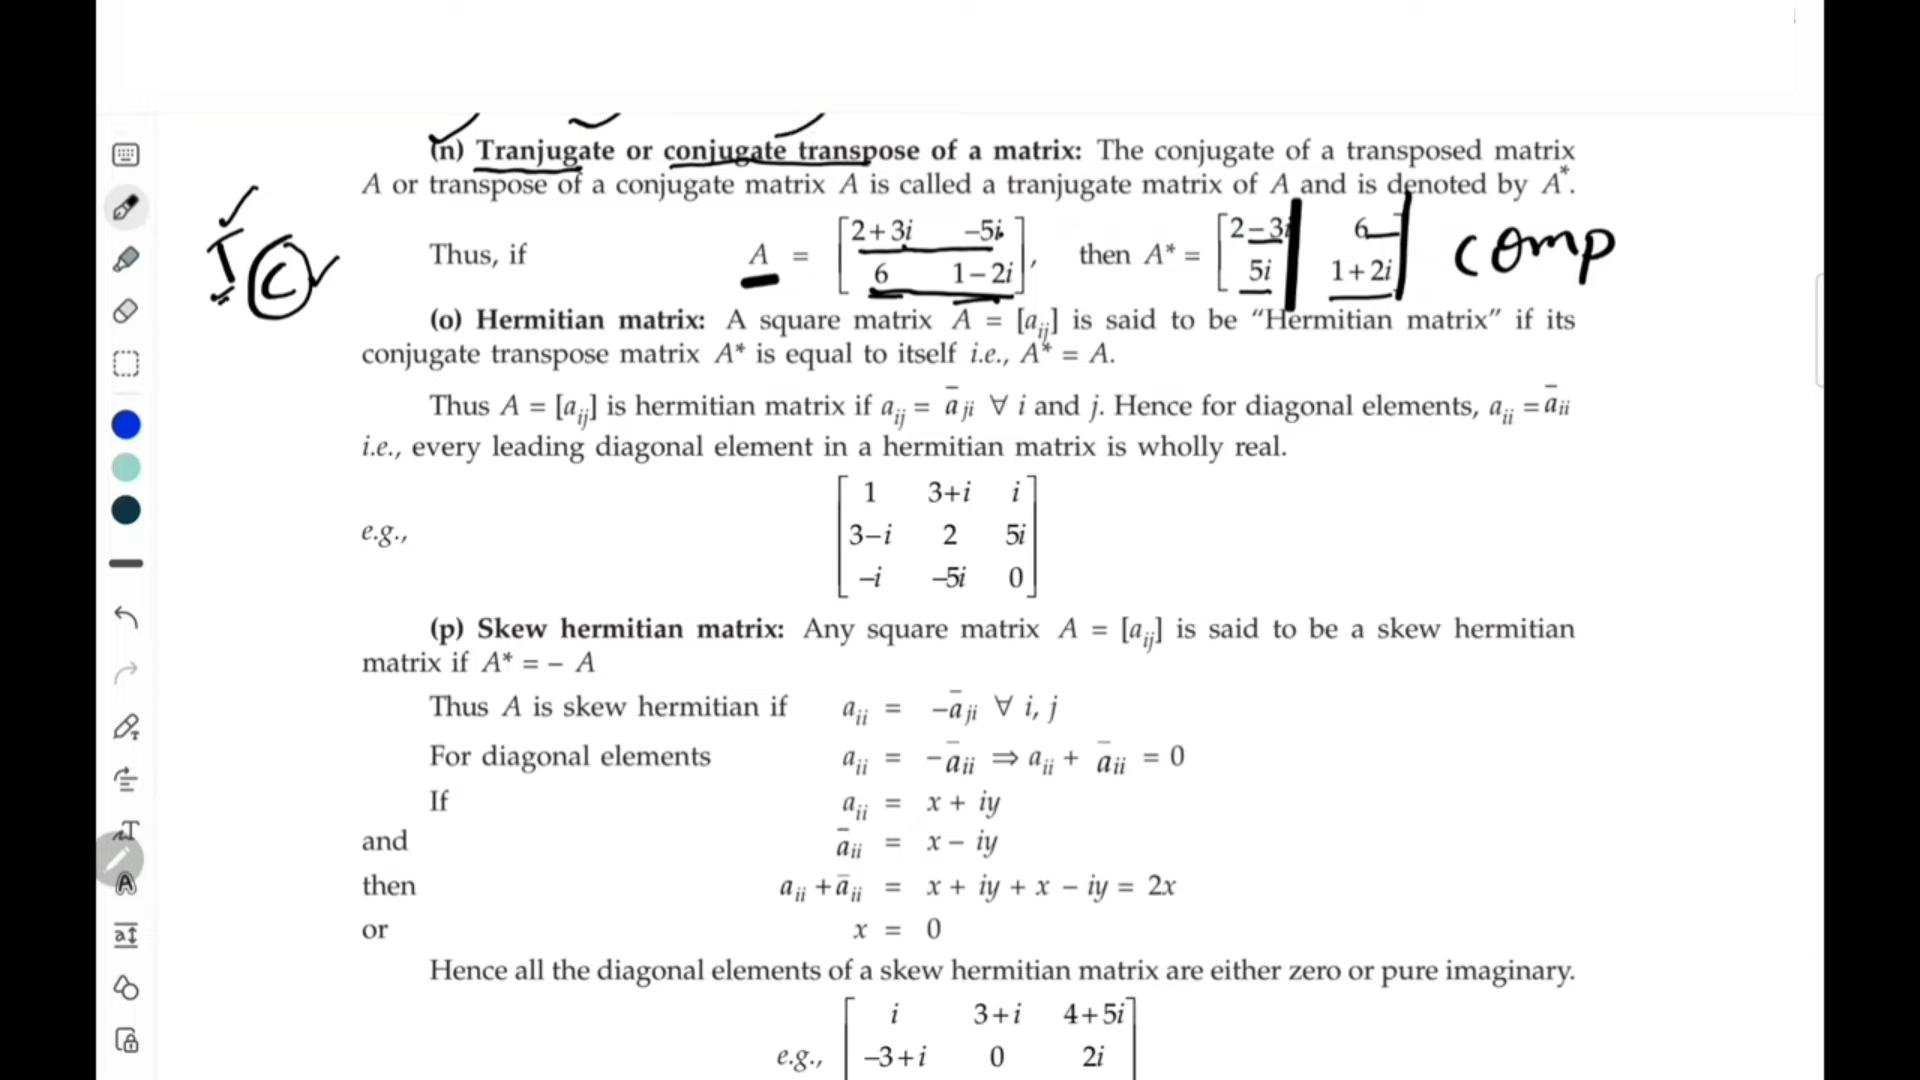 (n) Tranjugate or conjugate transpose of a matrix: The conjugate of a transposed matrix
A or transpose of a conjugate matrix A is called a tranjugate matrix of A and is denoted by A*.
Thus, if A = [2+3i –5i; 6 1–2i], then A* = [2–3i 6; 5i 1+2i] comp
T C
(o) Hermitian matrix: A square matrix A = [aij] is said to be “Hermitian matrix” if its
conjugate transpose matrix A* is equal to itself i.e., A* = A.
Thus A = [aij] is hermitian matrix if aij = āji ∀ i and j. Hence for diagonal elements, aii = āii
i.e., every leading diagonal element in a hermitian matrix is wholly real.
1 3+i i
e.g., 3–i 2 5i
–i –5i 0
(p) Skew hermitian matrix: Any square matrix A = [aij] is said to be a skew hermitian
matrix if A* = – A
Thus A is skew hermitian if aii = –āji ∀ i, j
For diagonal elements aii = –āii ⇒ aii + āii = 0
If aii = x + iy
and āii = x – iy
then aii + āii = x + iy + x – iy = 2x
or x = 0
Hence all the diagonal elements of a skew hermitian matrix are either zero or pure imaginary.
i 3+i 4+5i
e.g., –3+i 0 2i